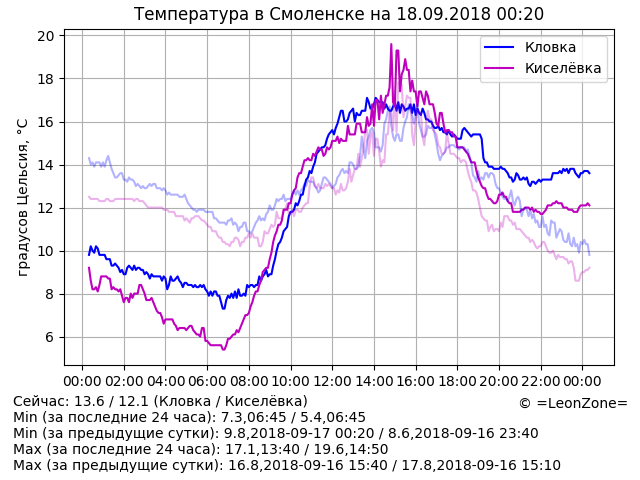 Температура в Смоленске на 18.09.2018 00:20
Кловка
Киселёвка
градусов Цельсия, °C
20
18
16
14
12
10
8
6
00:00 02:00 04:00 06:00 08:00 10:00 12:00 14:00 16:00 18:00 20:00 22:00 00:00
Сейчас: 13.6 / 12.1 (Кловка / Киселёвка)
© =LeonZone=
Min (за последние 24 часа): 7.3,06:45 / 5.4,06:45
Min (за предыдущие сутки): 9.8,2018-09-17 00:20 / 8.6,2018-09-16 23:40
Max (за последние 24 часа): 17.1,13:40 / 19.6,14:50
Max (за предыдущие сутки): 16.8,2018-09-16 15:40 / 17.8,2018-09-16 15:10